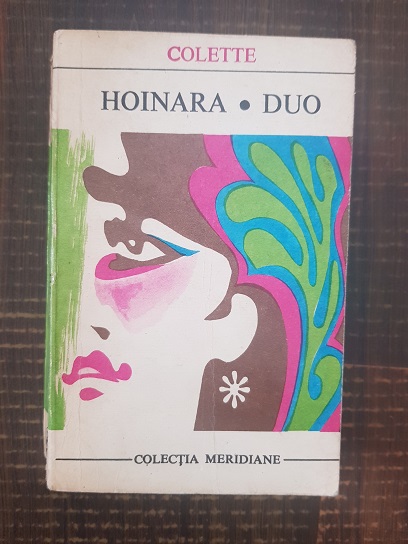 COLETTE
HOINARA • DUO
COLECȚIA MERIDIANE